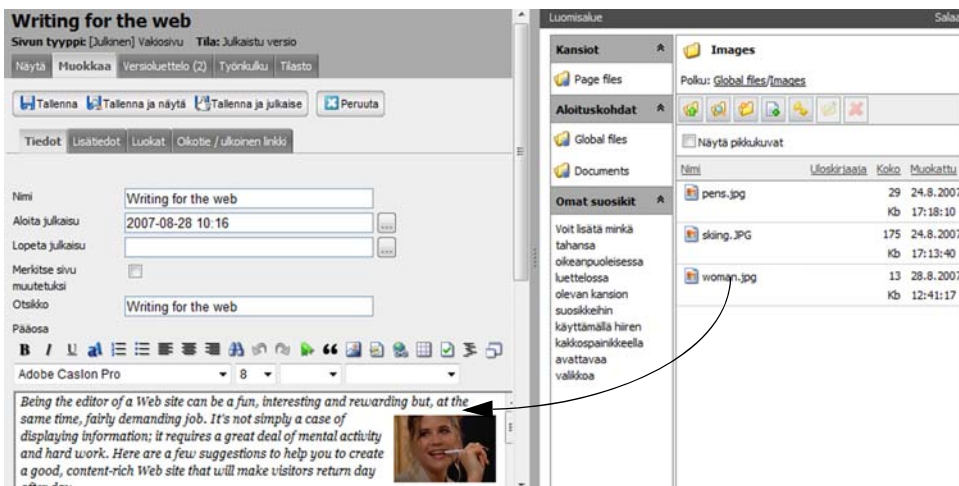 Writing for the web
Sivun tyyppi: [Julkinen] Vakiosivu Tila: Julkaistu versio
Näytä Muokkaa Versioluettelo (2) Työnkulku Tilasto
Tallenna Tallenna ja näytä Tallenna ja julkaise Peruuta
Tiedot Lisätiedot Luokat Oikotie / ulkoinen linkki
Nimi Writing for the web
Aloita julkaisu 2007-08-28 10:16 ...
Lopeta julkaisu ...
Merkitse sivu
muutetuksi
Otsikko Writing for the web
Pääosa
B I U
Adobe Caslon Pro 8
Being the editor of a Web site can be a fun, interesting and rewarding but, at the
same time, fairly demanding job. It's not simply a case of
displaying information; it requires a great deal of mental activity
and hard work. Here are a few suggestions to help you to create
a good, content-rich Web site that will make visitors return day
Luomisalue
Kansiot
Page files
Aloituskohdat
Global files
Documents
Omat suosikit
Voit lisätä minkä
tahansa
oikeanpuoleisessa
luettelossa
olevan kansion
suosikkeihin
käyttämällä hiiren
kakkospainikkeella
avattavaa
valikkoa
Images
Polku: Global files/Images
Näytä pikkukuvat
Nimi Uloskirjaaja Koko Muokattu
pens.jpg 29 24.8.2007
Kb 17:18:10
skiing.JPG 175 24.8.2007
Kb 17:13:40
woman.jpg 13 28.8.2007
Kb 12:41:17